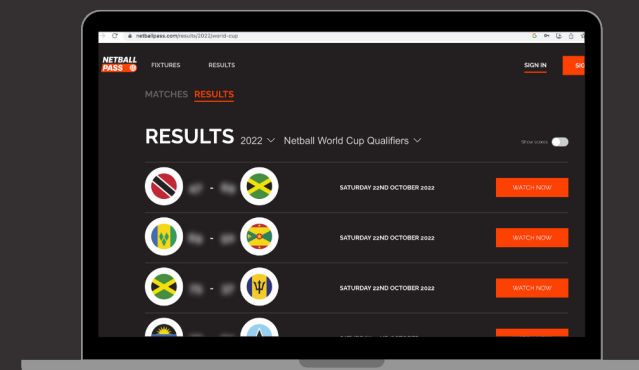 netballpass.com/results/2022/world-cup
NETBALL
PASS
FIXTURES
RESULTS
SIGN IN
MATCHES RESULTS
RESULTS 2022 Netball World Cup Qualifiers
Show scores
SATURDAY 22ND OCTOBER 2022
WATCH NOW
SATURDAY 22ND OCTOBER 2022
WATCH NOW
SATURDAY 22ND OCTOBER 2022
WATCH NOW